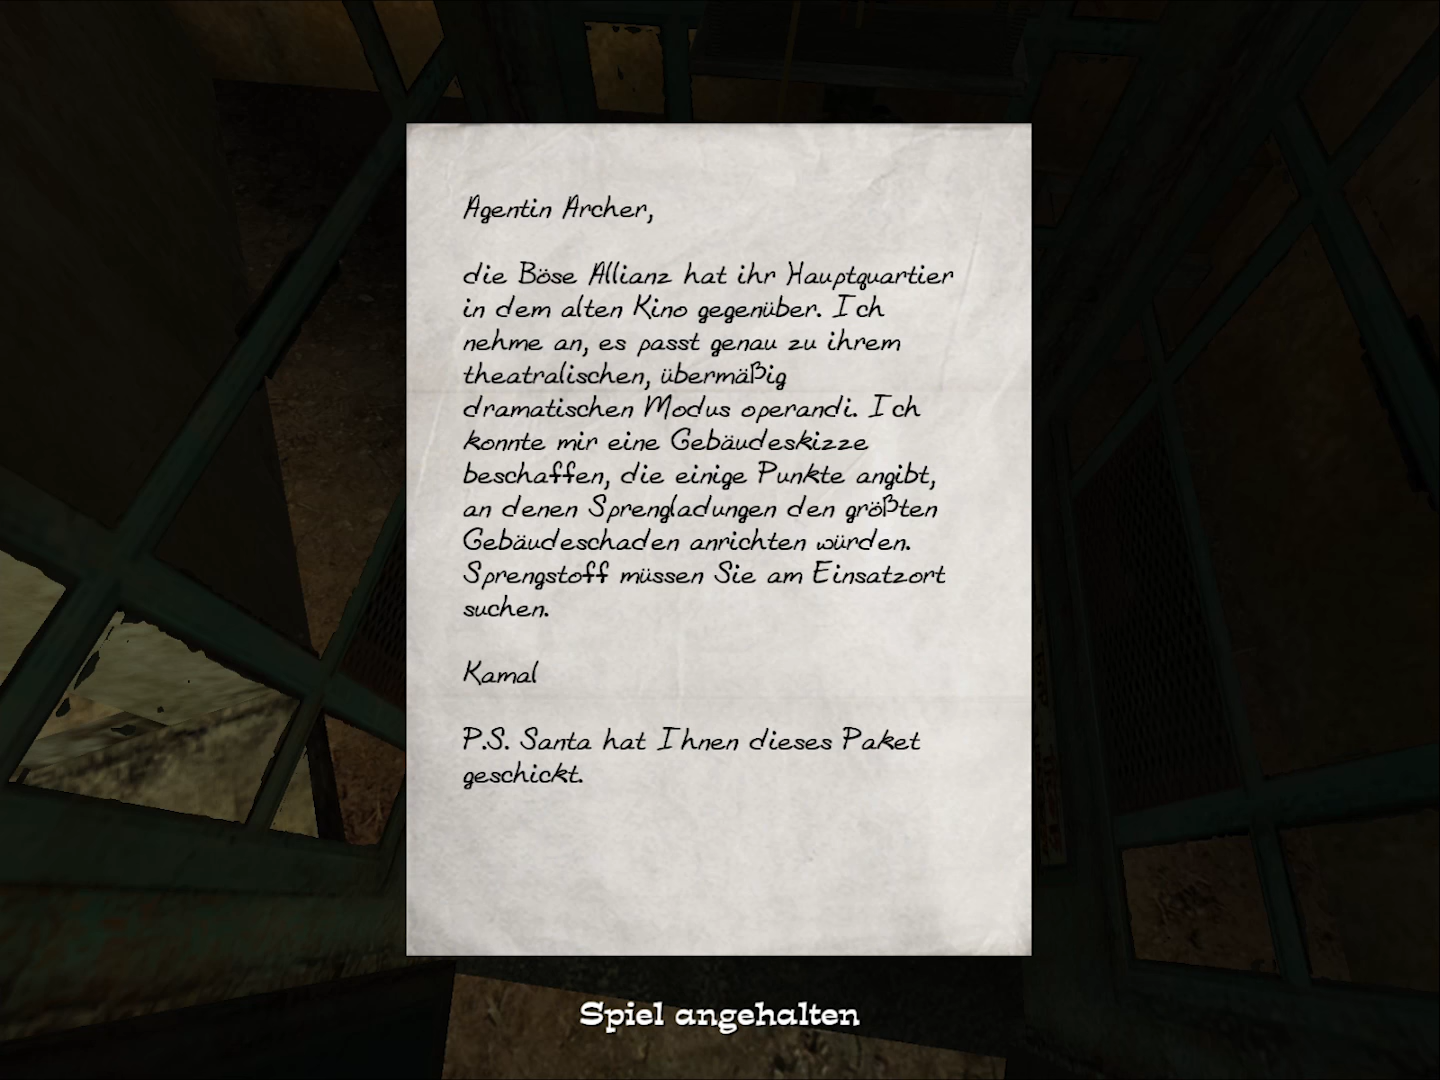 Agentin Archer,
die Böse Allianz hat ihr Hauptquartier
in dem alten Kino gegenüber. Ich
nehme an, es passt genau zu ihrem
theatralischen, übermäßig
dramatischen Modus operandi. Ich
konnte mir eine Gebäudeskizze
beschaffen, die einige Punkte angibt,
an denen Sprengladungen den größten
Gebäudeschaden anrichten würden.
Sprengstoff müssen Sie am Einsatzort
suchen.
Kamal
P.S. Santa hat Ihnen dieses Paket
geschickt.
Spiel angehalten